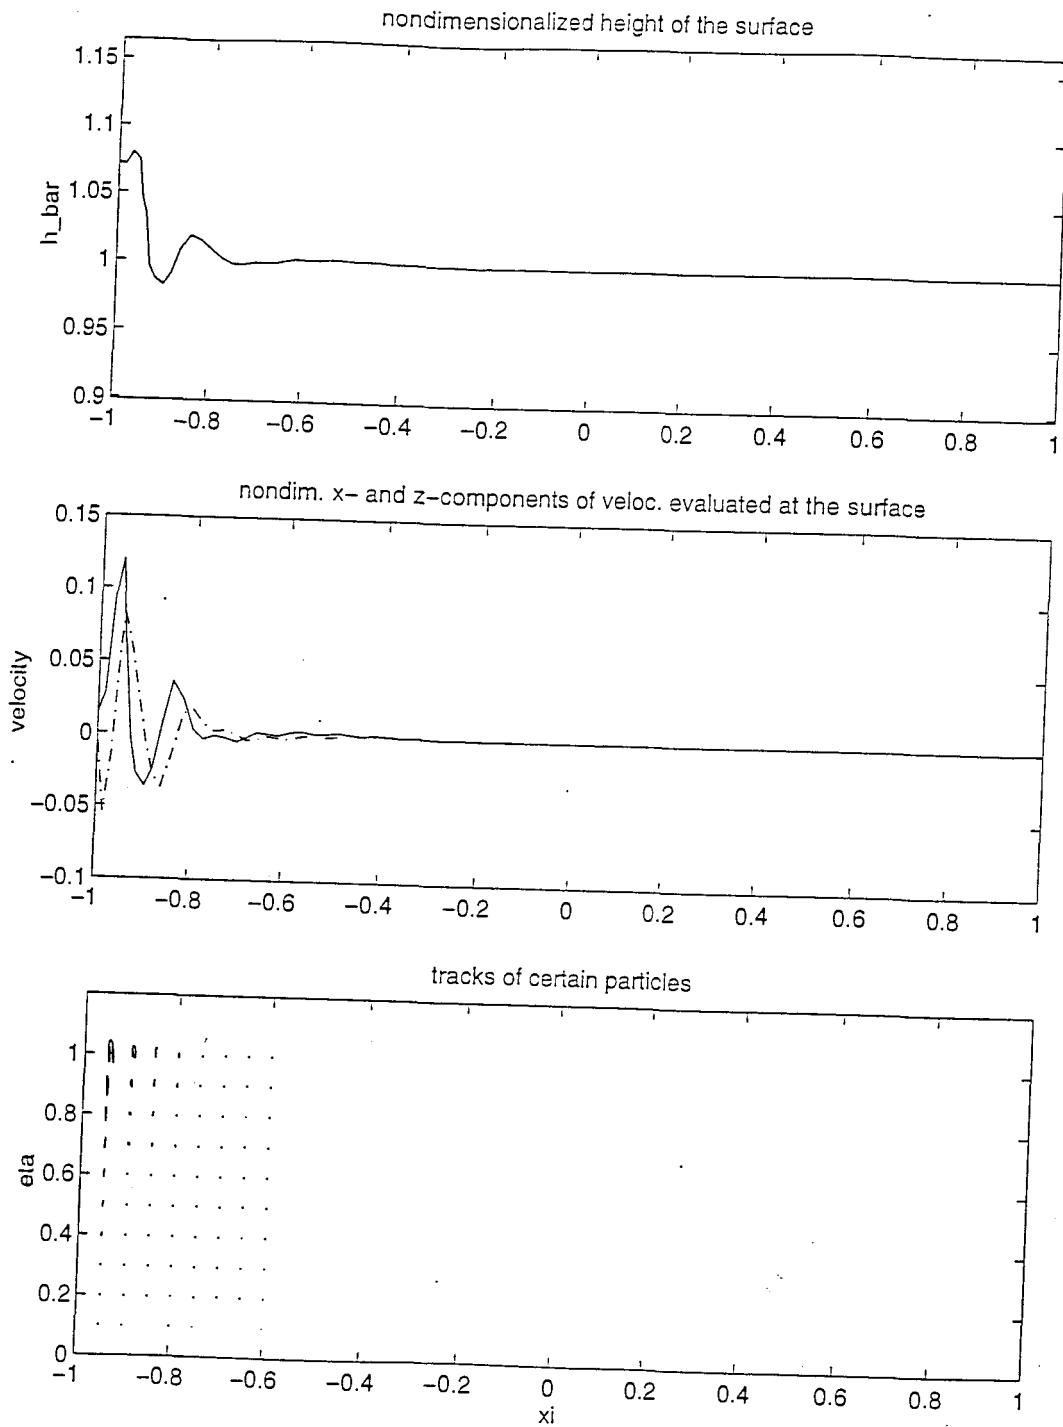 nondimensionalized height of the surface
1.15
1.1
1.05
1
0.95
0.9
h_bar
-1 -0.8 -0.6 -0.4 -0.2 0 0.2 0.4 0.6 0.8 1
nondim. x- and z-components of veloc. evaluated at the surface
0.15
0.1
0.05
0
-0.05
-0.1
velocity
-1 -0.8 -0.6 -0.4 -0.2 0 0.2 0.4 0.6 0.8 1
tracks of certain particles
1
0.8
0.6
0.4
0.2
0
eta
-1 -0.8 -0.6 -0.4 -0.2 0 0.2 0.4 0.6 0.8 1
xi